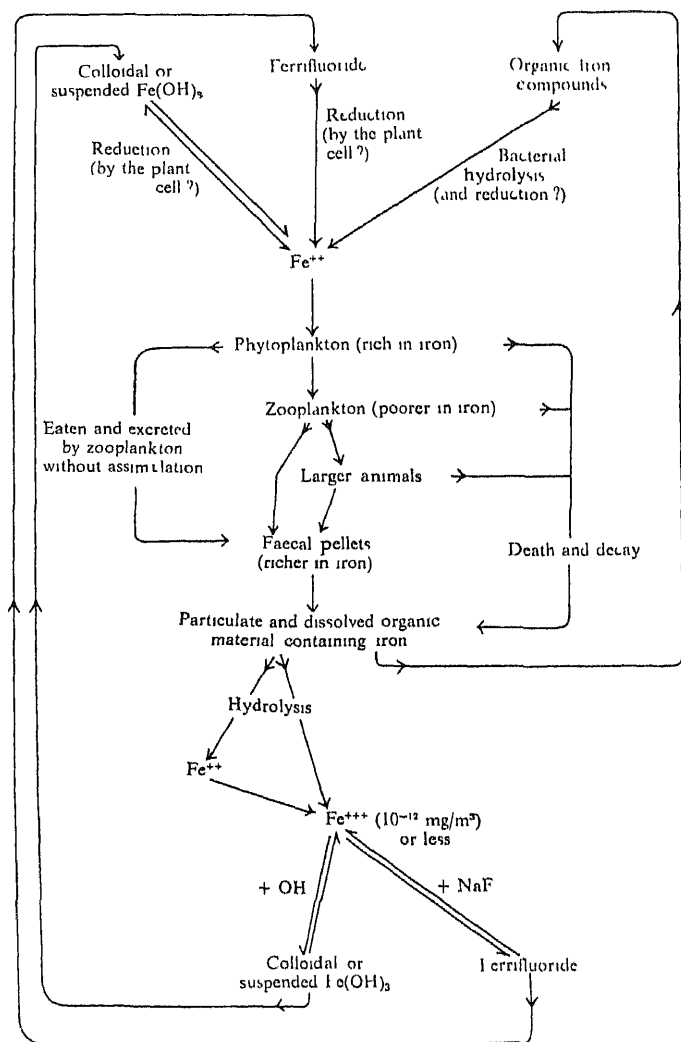 Colloidal or
suspended Fe(OH)₃
Ferrifluoride
Organic iron
compounds
Reduction
(by the plant
cell?)
Reduction
(by the plant
cell?)
Bacterial
hydrolysis
(and reduction?)
Fe⁺⁺
Phytoplankton (rich in iron)
Zooplankton (poorer in iron)
Eaten and excreted
by zooplankton
without assimilation
Larger animals
Faecal pellets
(richer in iron)
Death and decay
Particulate and dissolved organic
material containing iron
Hydrolysis
Fe⁺⁺
Fe⁺⁺⁺ (10⁻¹² mg/m³)
or less
+ OH
+ NaF
Colloidal or
suspended Fe(OH)₃
Ferrifluoride